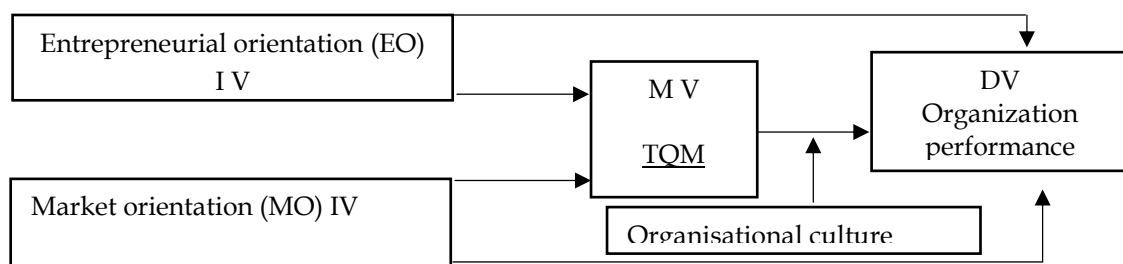 Entrepreneurial orientation (EO)
I V
Market orientation (MO) IV
M V
TQM
Organisational culture
DV
Organization
performance